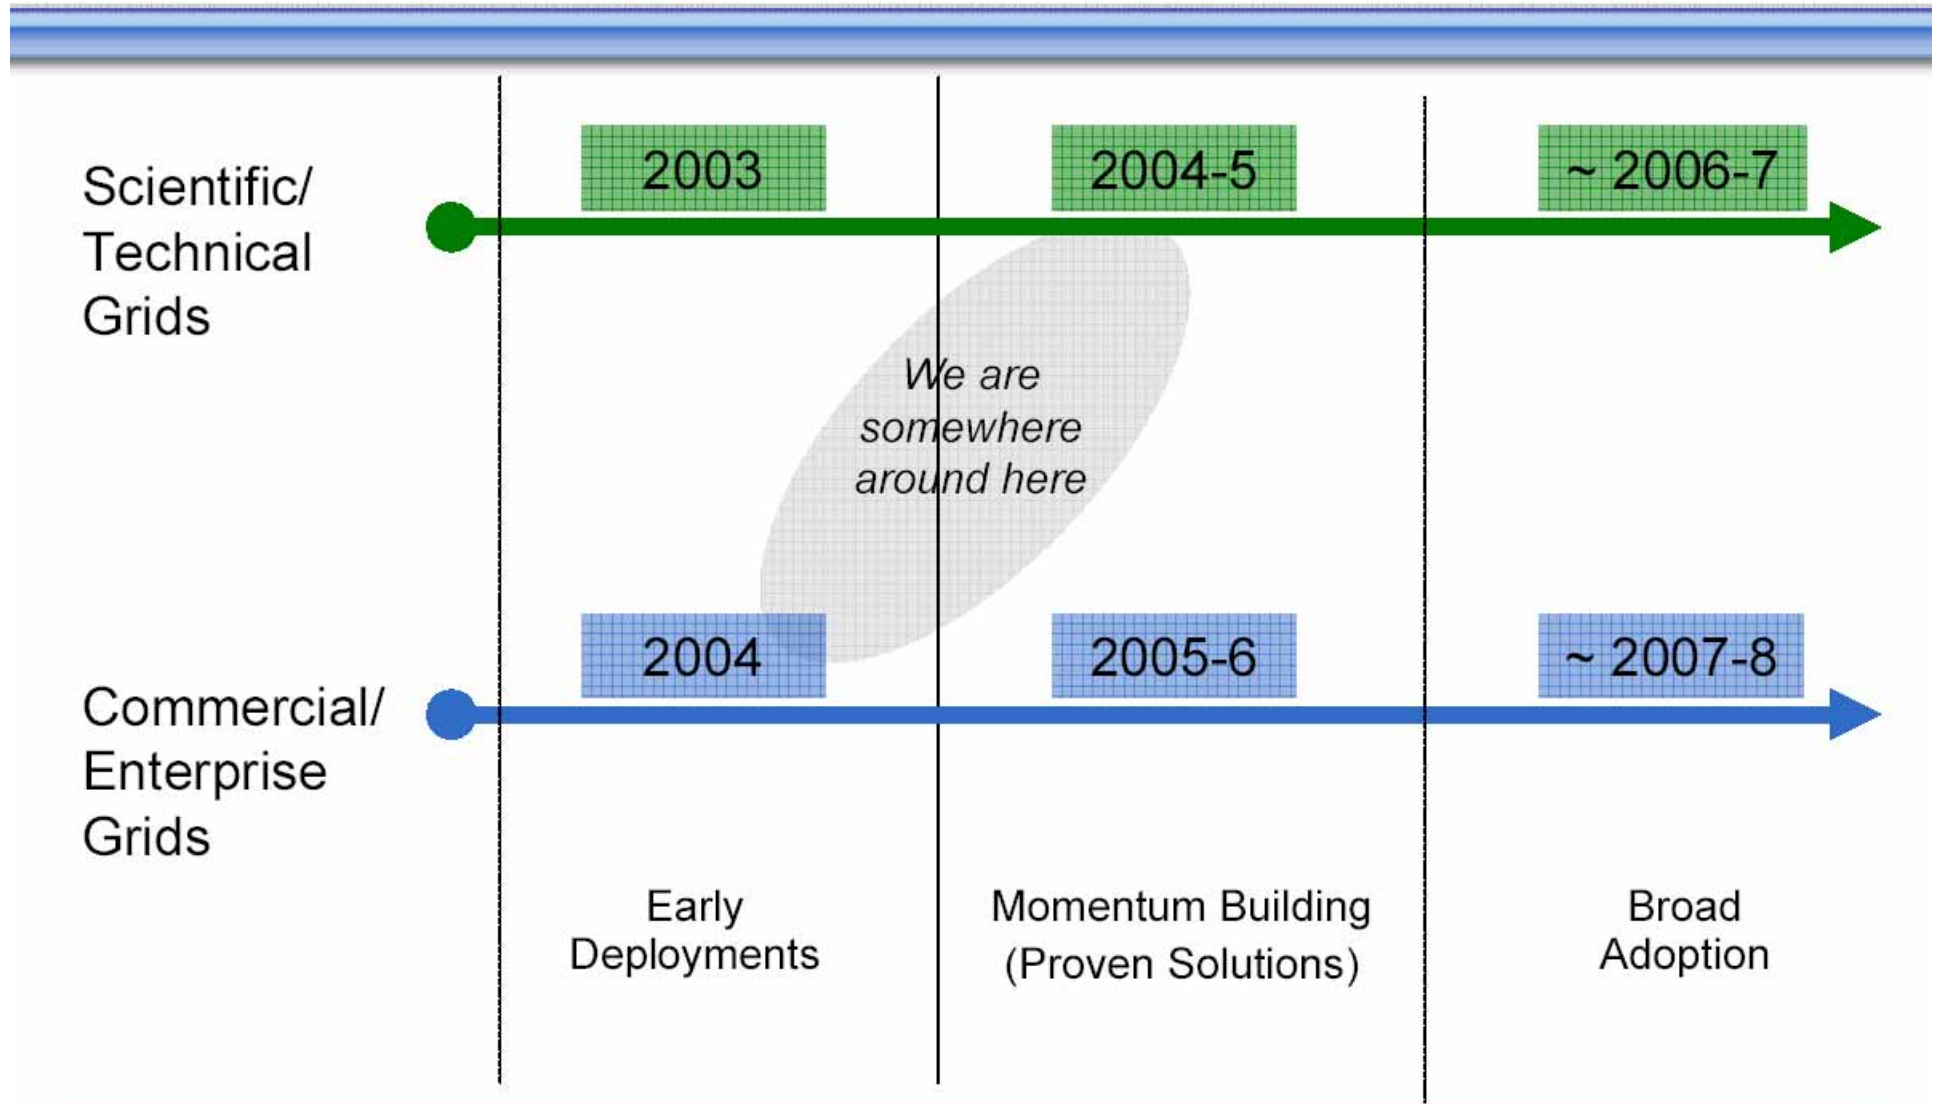 Scientific/
Technical
Grids
2003
2004-5
~ 2006-7
We are
somewhere
around here
Commercial/
Enterprise
Grids
2004
2005-6
~ 2007-8
Early
Deployments
Momentum Building
(Proven Solutions)
Broad
Adoption